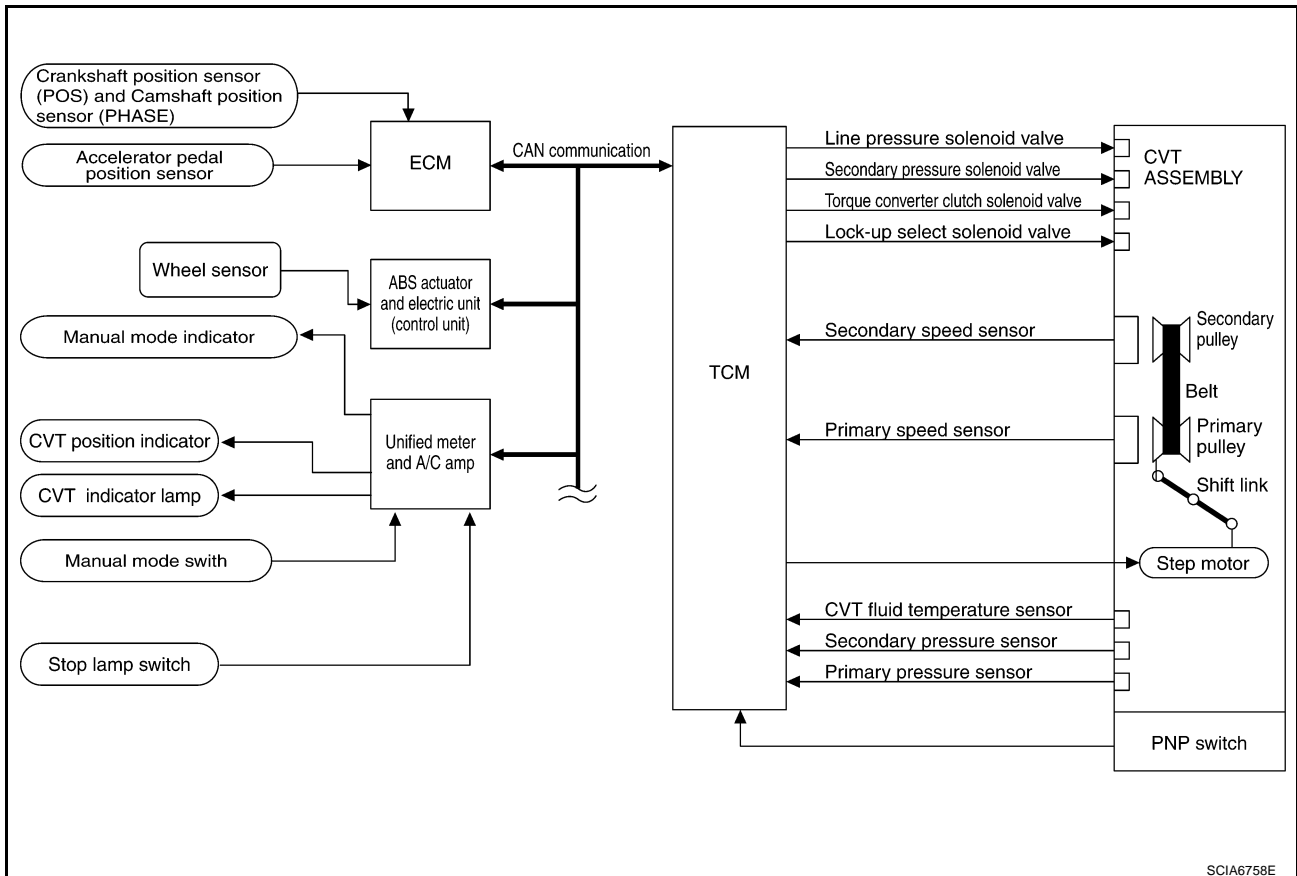 Crankshaft position sensor
(POS) and Camshaft position
sensor (PHASE)
Accelerator pedal
position sensor
ECM
CAN communication
Wheel sensor
ABS actuator
and electric unit
(control unit)
Manual mode indicator
CVT position indicator
CVT indicator lamp
Unified meter
and A/C amp
Manual mode swith
Stop lamp switch
TCM
Line pressure solenoid valve
Secondary pressure solenoid valve
Torque converter clutch solenoid valve
Lock-up select solenoid valve
Secondary speed sensor
Primary speed sensor
CVT fluid temperature sensor
Secondary pressure sensor
Primary pressure sensor
CVT
ASSEMBLY
Secondary
pulley
Belt
Primary
pulley
Shift link
Step motor
PNP switch
SCIA6758E